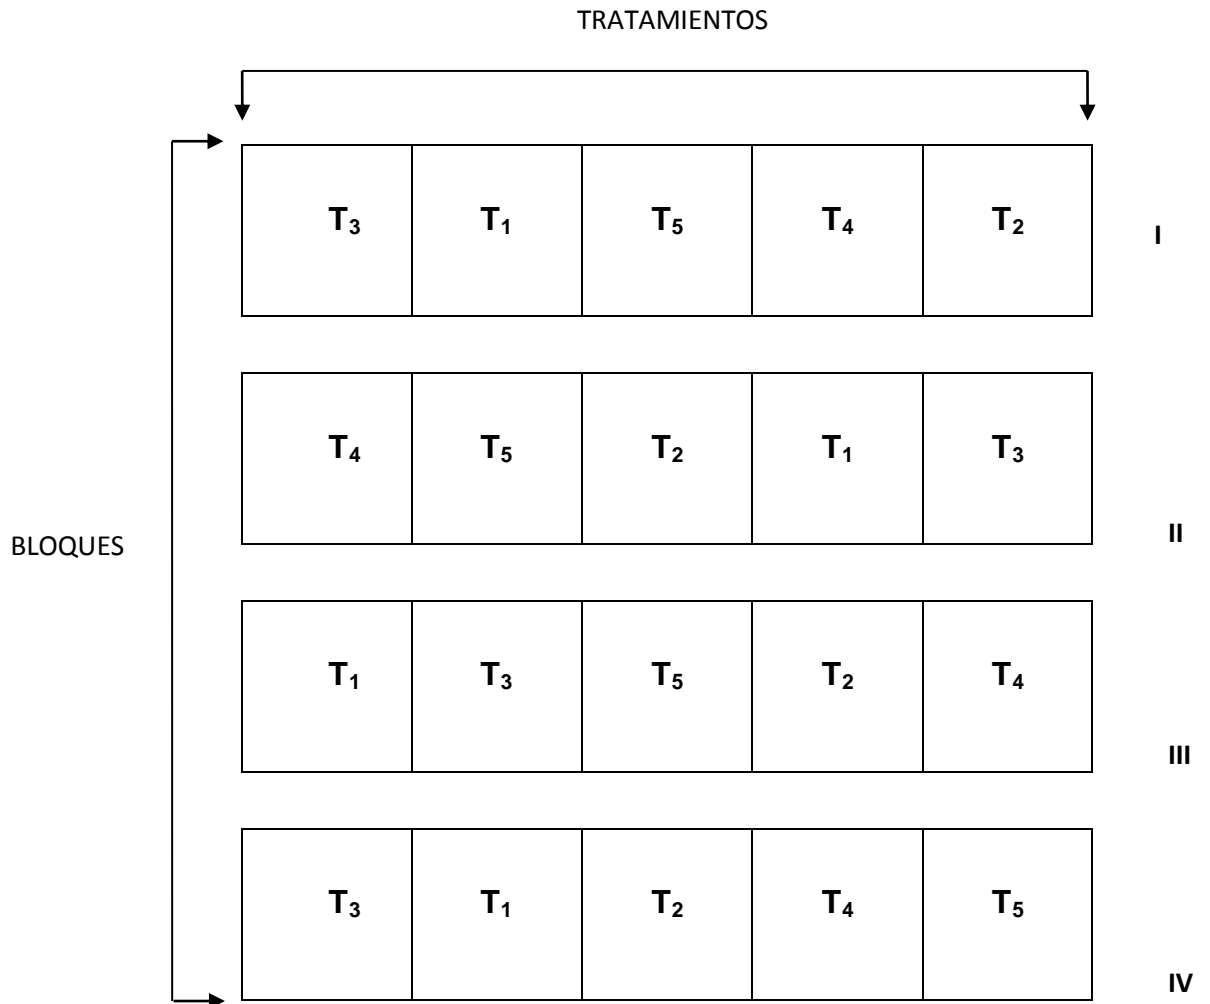 TRATAMIENTOS
T₃ T₁ T₅ T₄ T₂ I
T₄ T₅ T₂ T₁ T₃
II
BLOQUES
T₁ T₃ T₅ T₂ T₄
III
T₃ T₁ T₂ T₄ T₅
IV